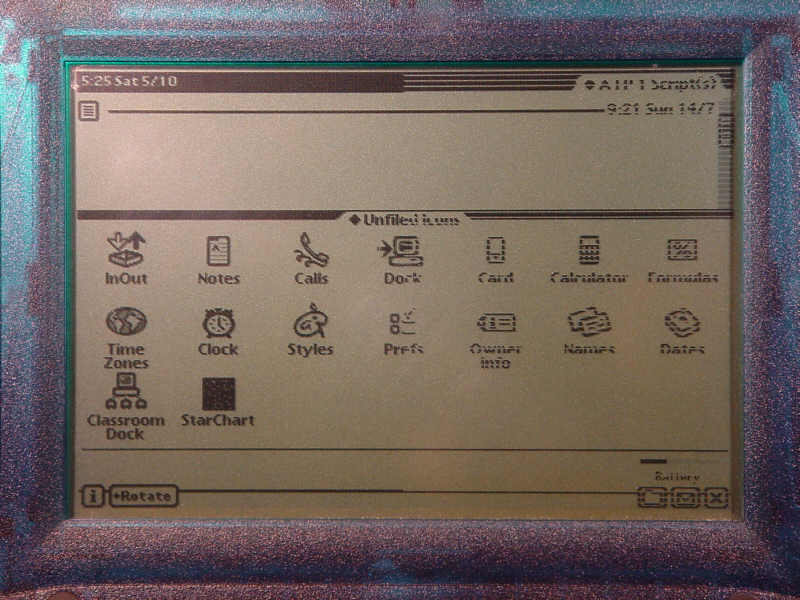 5:25 Sat 5/10
Script(s)
9:21 Sun 14/7
Unfiled icons
InOut Notes Calls Dock Card Calculator Formulas
Time Zones Clock Styles Prefs Owner Info Names Dates
Classroom Dock StarChart
Battery
i Rotate X